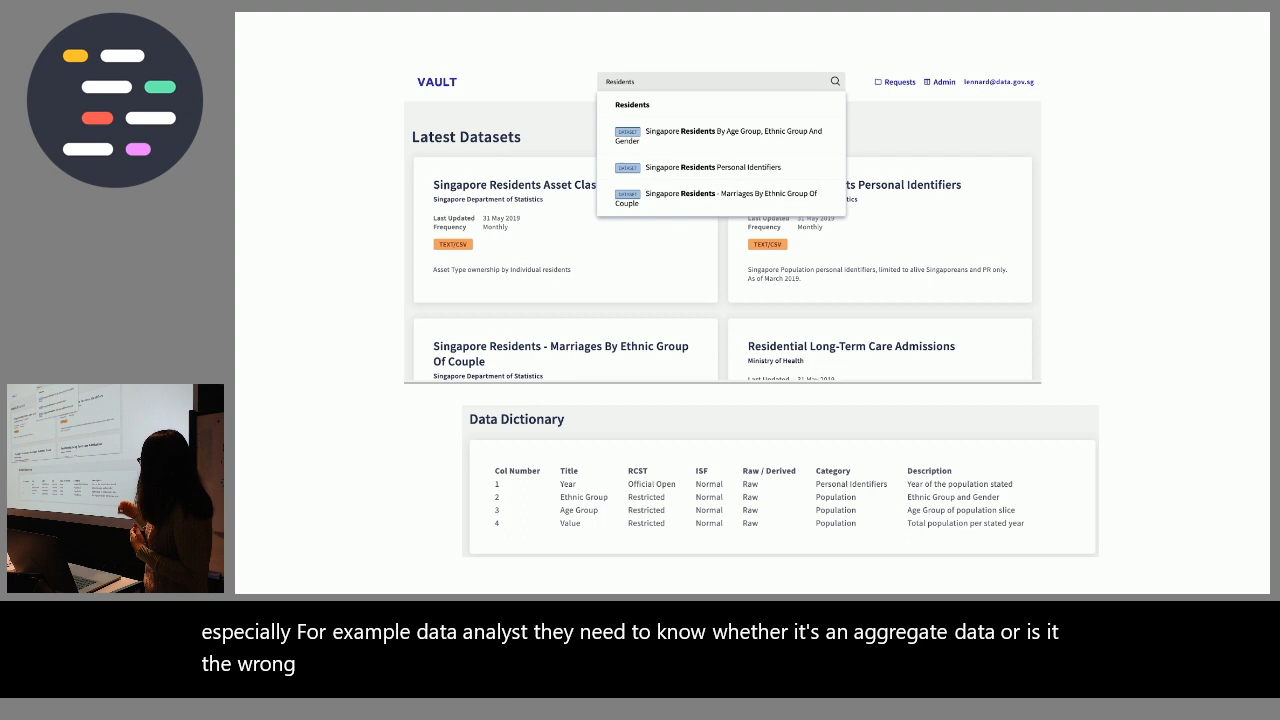 VAULT
Residents
Requests
Admin
lennard@data.gov.sg
Residents
DATASET Singapore Residents By Age Group, Ethnic Group And
Gender
DATASET Singapore Residents Personal Identifiers
DATASET Singapore Residents - Marriages By Ethnic Group Of
Couple
Latest Datasets
Singapore Residents Asset Clas
Singapore Department of Statistics
Last Updated 31 May 2019
Frequency Monthly
TEXT/CSV
Asset Type ownership by Individual residents
ts Personal Identifiers
tics
Last Updated 31 May 2019
Frequency Monthly
TEXT/CSV
Singapore Population personal identifiers, limited to alive Singaporeans and PR only.
As of March 2019.
Singapore Residents - Marriages By Ethnic Group
Of Couple
Singapore Department of Statistics
Residential Long-Term Care Admissions
Ministry of Health
Last Updated 31 May 2019
Data Dictionary
Col Number Title RCST ISF Raw / Derived Category Description
1 Year Official Open Normal Raw Personal Identifiers Year of the population stated
2 Ethnic Group Restricted Normal Raw Population Ethnic Group and Gender
3 Age Group Restricted Normal Raw Population Age Group of population slice
4 Value Restricted Normal Raw Population Total population per stated year
especially For example data analyst they need to know whether it's an aggregate data or is it
the wrong